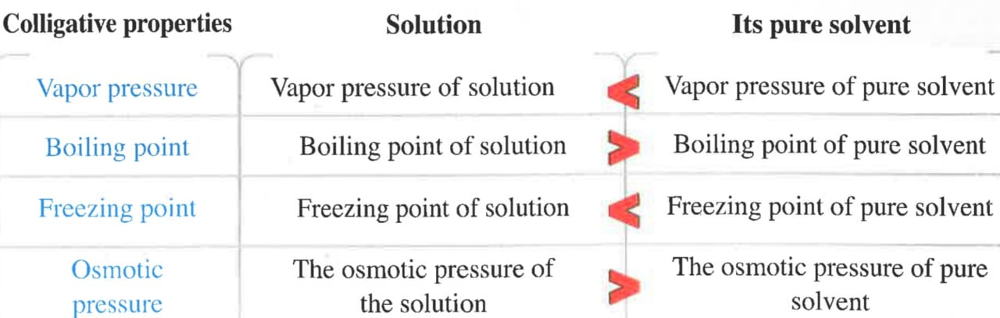 Colligative properties Solution Its pure solvent
Vapor pressure Vapor pressure of solution < Vapor pressure of pure solvent
Boiling point Boiling point of solution > Boiling point of pure solvent
Freezing point Freezing point of solution < Freezing point of pure solvent
Osmotic pressure The osmotic pressure of the solution > The osmotic pressure of pure solvent